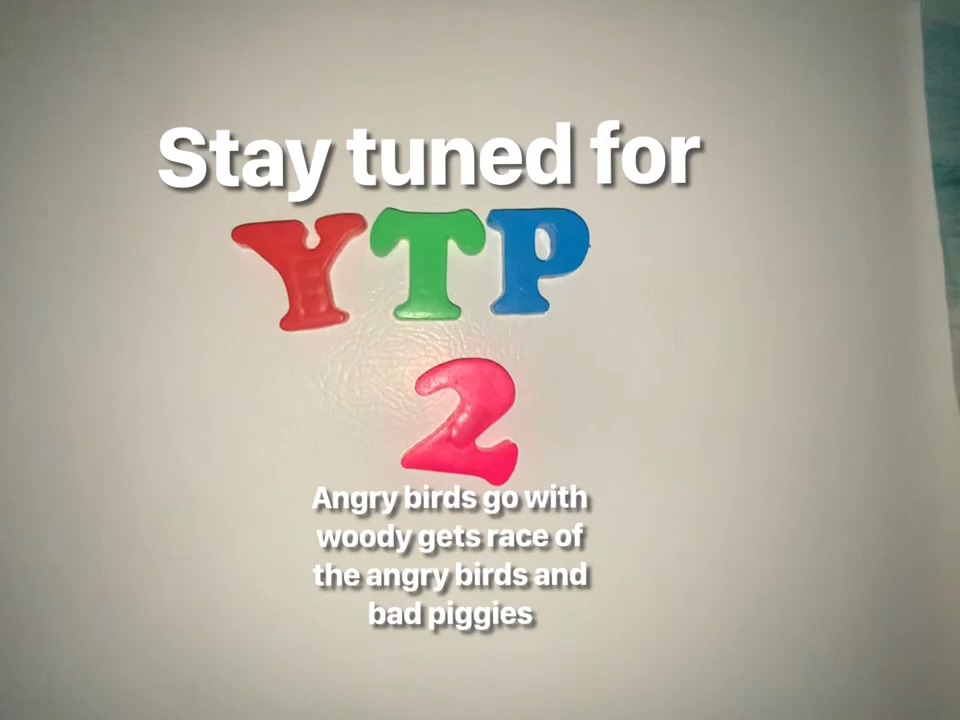 Stay tuned for
YTP
2
Angry birds go with
woody gets race of
the angry birds and
bad piggies